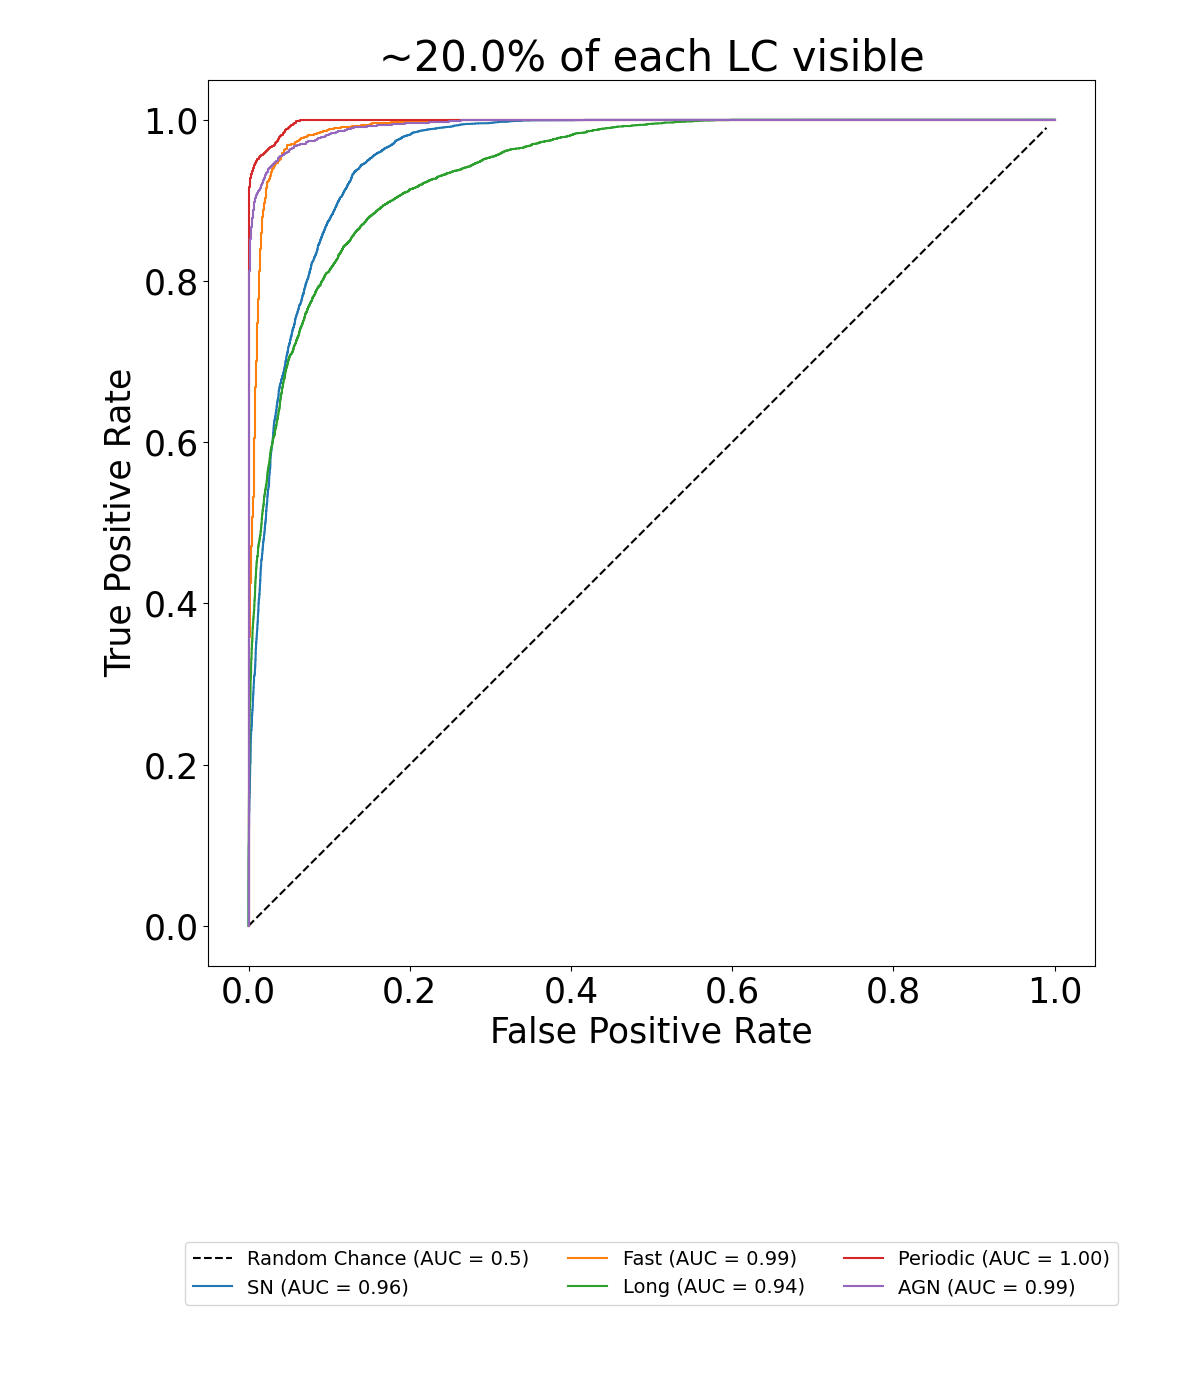 ~20.0% of each LC visible
True Positive Rate
1.0
0.8
0.6
0.4
0.2
0.0
0.0 0.2 0.4 0.6 0.8 1.0
False Positive Rate
Random Chance (AUC = 0.5) Fast (AUC = 0.99) Periodic (AUC = 1.00)
SN (AUC = 0.96) Long (AUC = 0.94) AGN (AUC = 0.99)